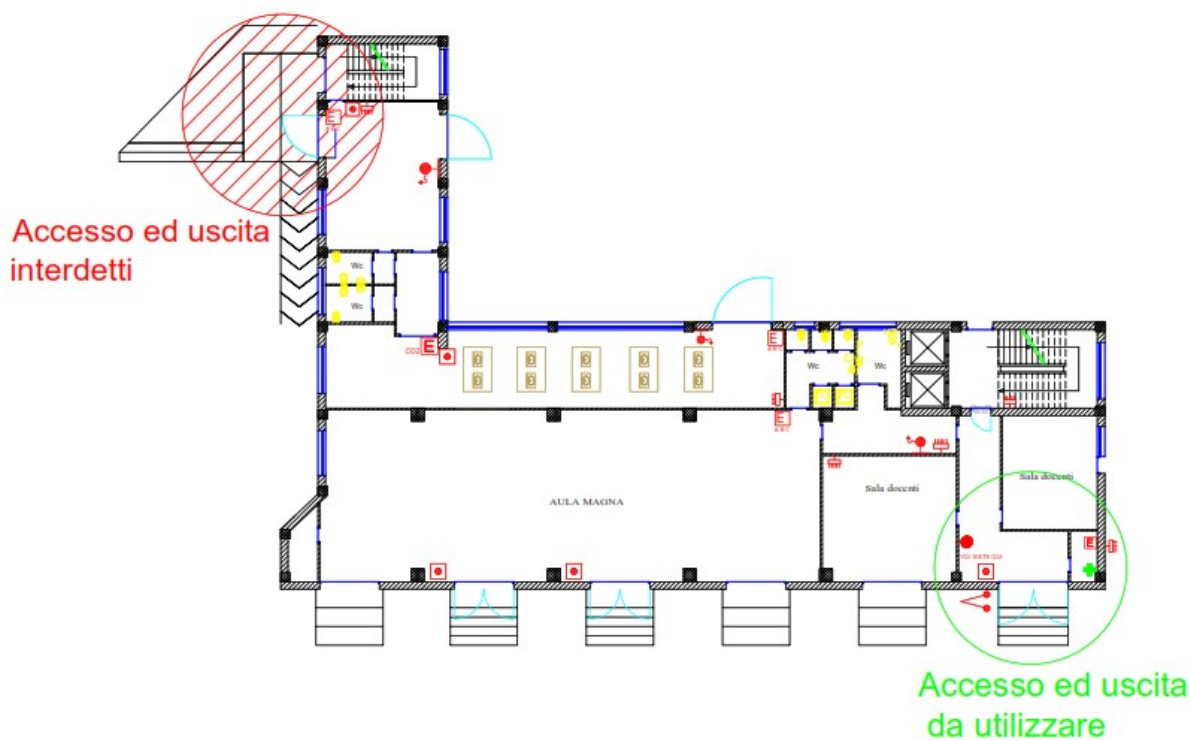 Accesso ed uscita
interdetti
Wc
Wc
CO2
Wc
Wc
AULA MAGNA
Sala docenti
Sala docenti
VOI SIETE QUI
Accesso ed uscita
da utilizzare